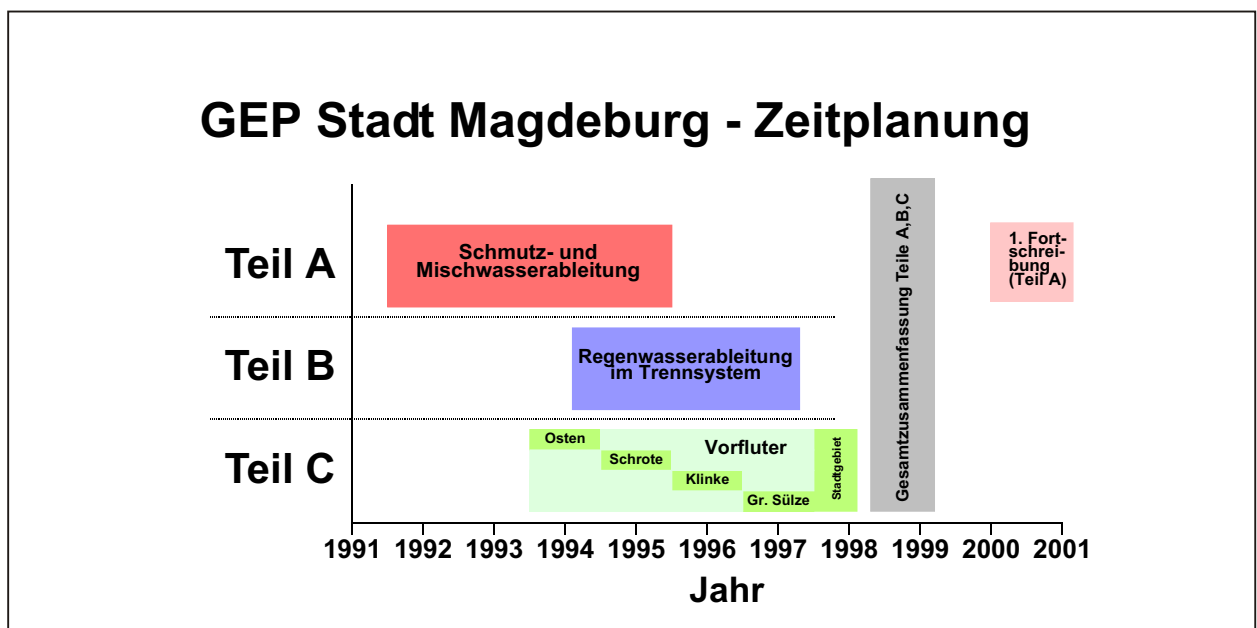 GEP Stadt Magdeburg - Zeitplanung
Teil A
Schmutz- und
Mischwasserableitung
1. Fort-
schrei-
bung
(Teil A)
Gesamtzusammenfassung Teile A,B,C
Teil B
Regenwasserableitung
im Trennsystem
Teil C
Osten
Vorfluter
Schrote
Klinke
Gr. Sülze
Stadtgebiet
1991 1992 1993 1994 1995 1996 1997 1998 1999 2000 2001
Jahr